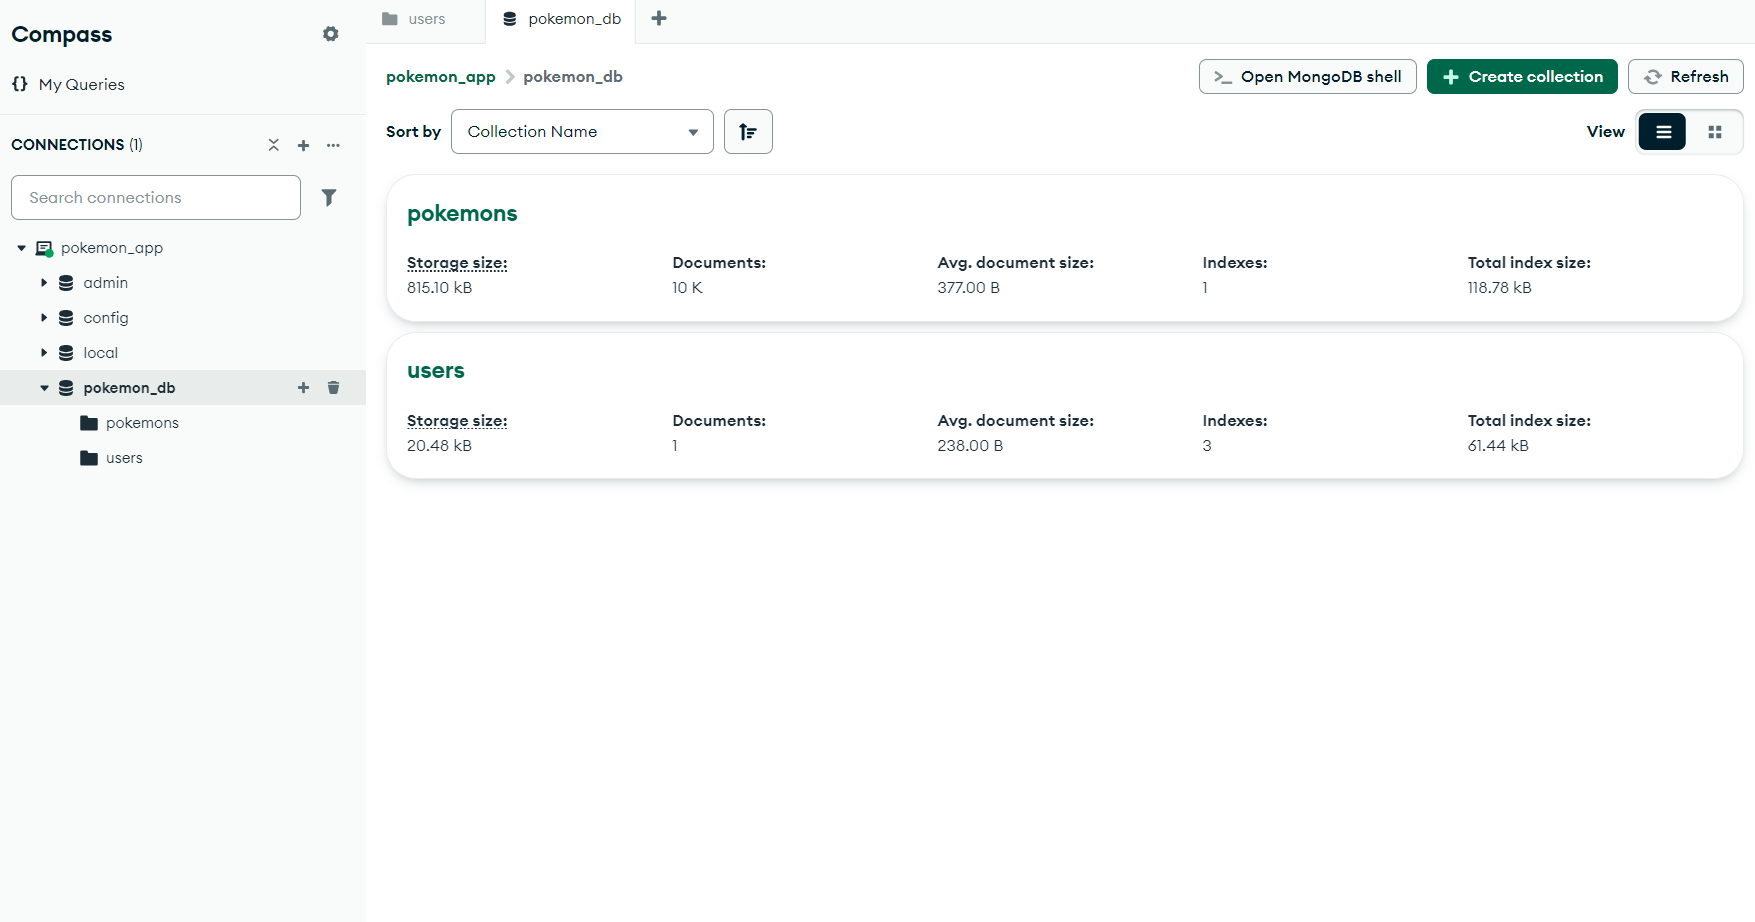 Compass
My Queries
CONNECTIONS (1)
Search connections
pokemon_app
admin
config
local
pokemon_db
pokemons
users
users
pokemon_db
pokemon_app > pokemon_db
>_ Open MongoDB shell
+ Create collection
Refresh
Sort by
Collection Name
View
pokemons
Storage size: Documents: Avg. document size: Indexes: Total index size:
815.10 kB 10 K 377.00 B 1 118.78 kB
users
Storage size: Documents: Avg. document size: Indexes: Total index size:
20.48 kB 1 238.00 B 3 61.44 kB